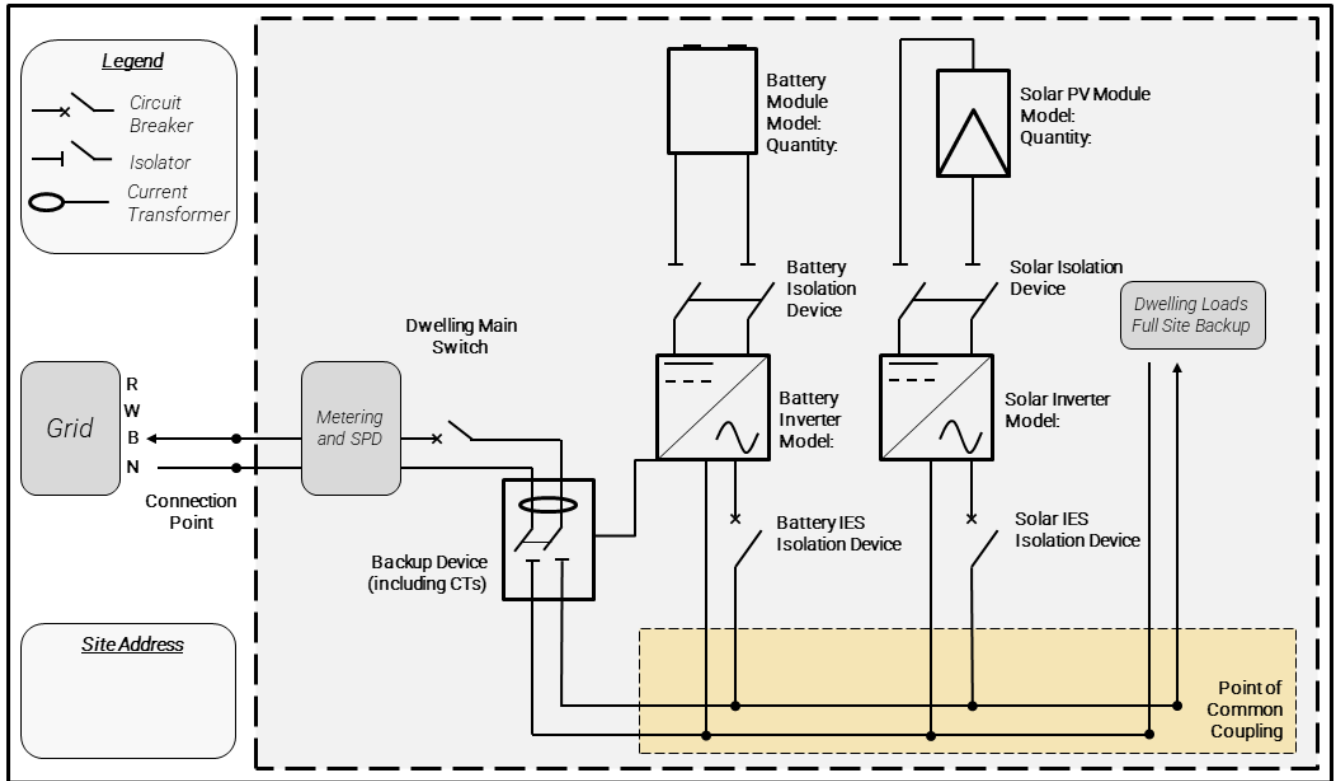 Legend
Circuit
Breaker
Isolator
Current
Transformer
Battery
Module
Model:
Quantity:
Solar PV Module
Model:
Quantity:
Battery
Isolation
Device
Solar Isolation
Device
Dwelling Loads
Full Site Backup
Dwelling Main
Switch
Grid
R
W
B
N
Metering
and SPD
Battery
Inverter
Model:
Solar Inverter
Model:
Connection
Point
Backup Device
(including CTs)
Battery IES
Isolation Device
Solar IES
Isolation Device
Site Address
Point of
Common
Coupling